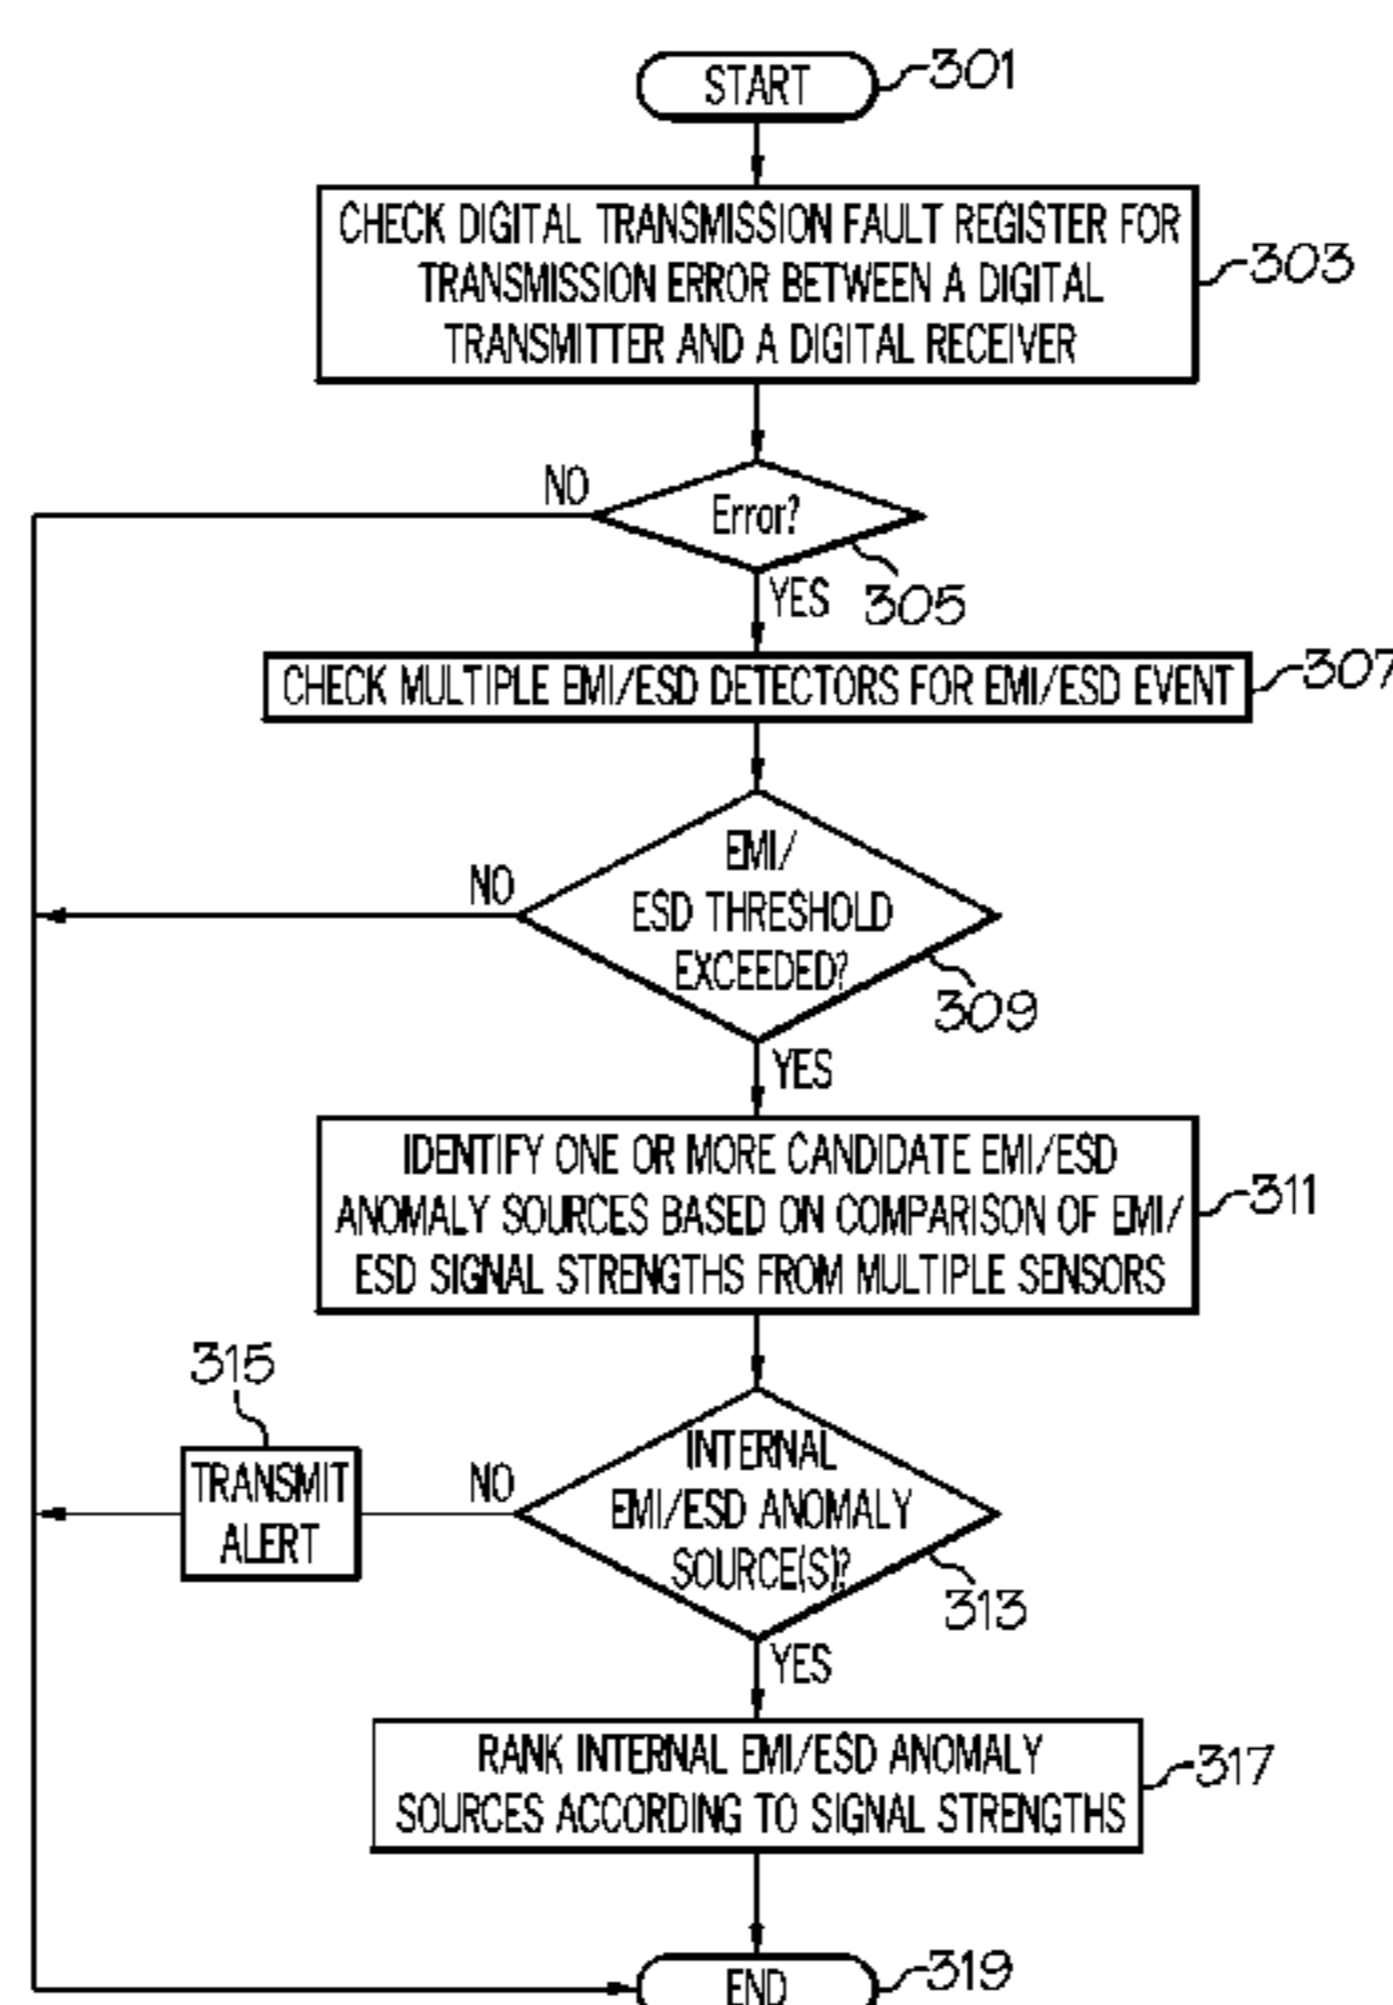 START
301
CHECK DIGITAL TRANSMISSION FAULT REGISTER FOR
TRANSMISSION ERROR BETWEEN A DIGITAL
TRANSMITTER AND A DIGITAL RECEIVER
303
NO
Error?
YES
305
CHECK MULTIPLE EMI/ESD DETECTORS FOR EMI/ESD EVENT
307
EMI/
ESD THRESHOLD
EXCEEDED?
NO
309
YES
IDENTIFY ONE OR MORE CANDIDATE EMI/ESD
ANOMALY SOURCES BASED ON COMPARISON OF EMI/
ESD SIGNAL STRENGTHS FROM MULTIPLE SENSORS
311
315
TRANSMIT
ALERT
NO
INTERNAL
EMI/ESD ANOMALY
SOURCE(S)?
313
YES
RANK INTERNAL EMI/ESD ANOMALY
SOURCES ACCORDING TO SIGNAL STRENGTHS
317
END
319